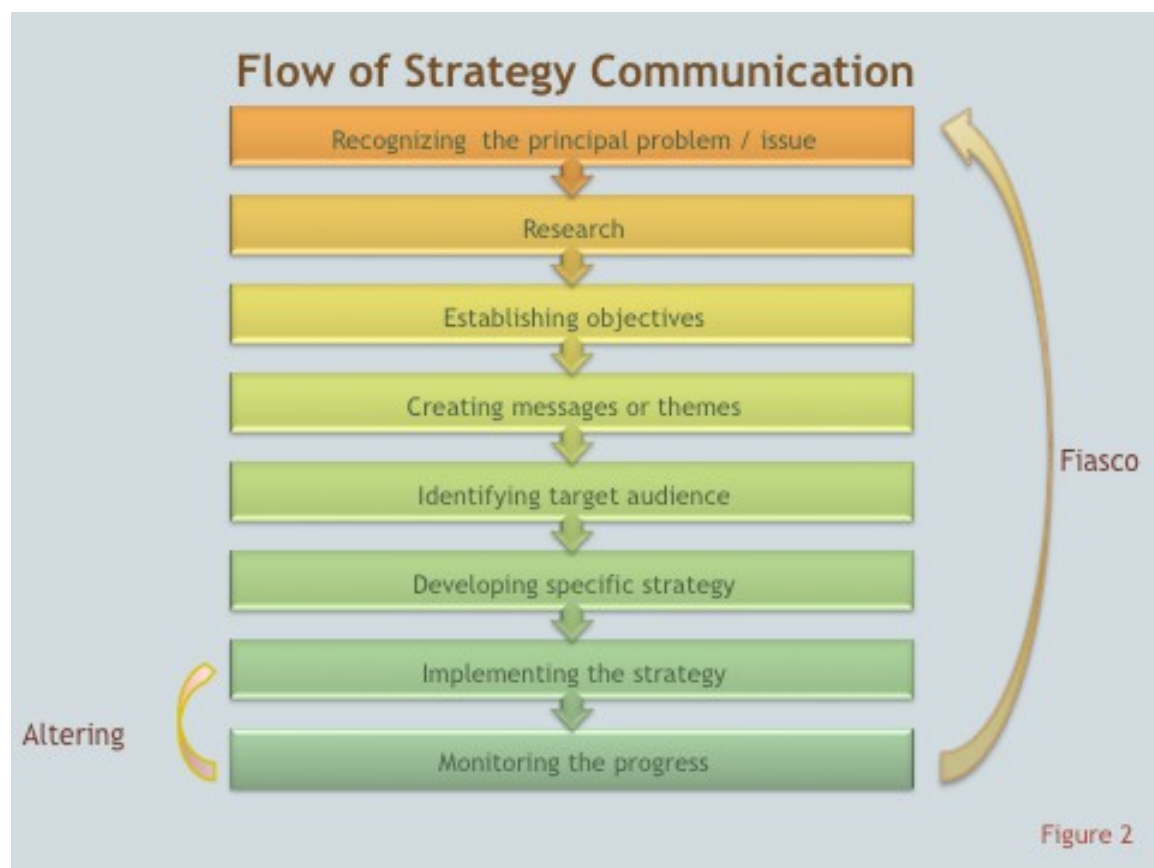 Flow of Strategy Communication
Recognizing the principal problem / issue
Research
Establishing objectives
Creating messages or themes
Identifying target audience
Developing specific strategy
Implementing the strategy
Monitoring the progress
Altering
Fiasco
Figure 2